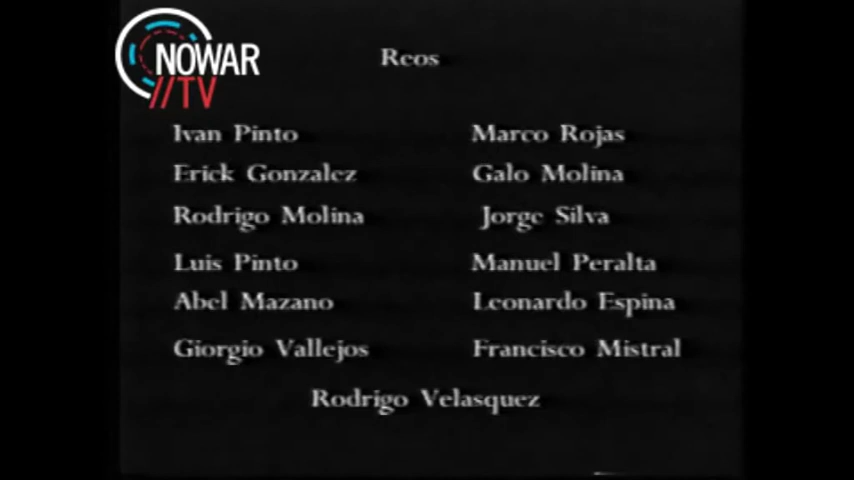 NOWAR
//TV
Reos
Ivan Pinto Marco Rojas
Erick Gonzalez Galo Molina
Rodrigo Molina Jorge Silva
Luis Pinto Manuel Peralta
Abel Mazano Leonardo Espina
Giorgio Vallejos Francisco Mistral
Rodrigo Velasquez